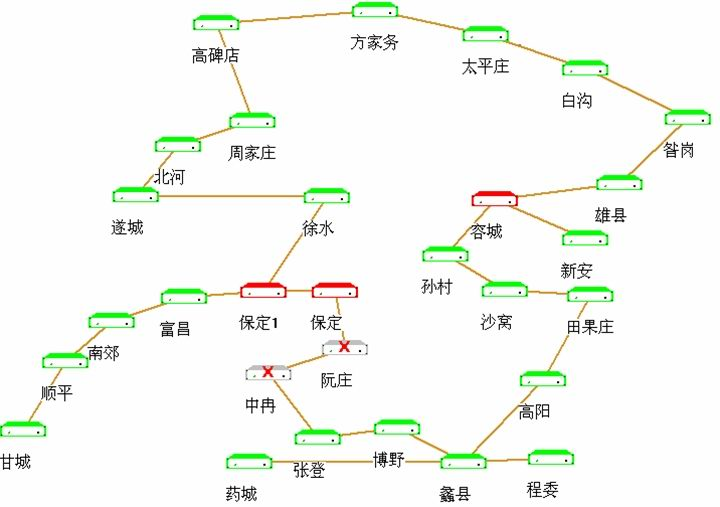 方家务
高碑店
太平庄
白沟
昝岗
周家庄
北河
雄县
遂城
徐水
容城
新安
孙村
沙窝
富昌
保定1
保定
田果庄
南郊
阮庄
顺平
中冉
高阳
甘城
张登
博野
药城
蠡县
程委